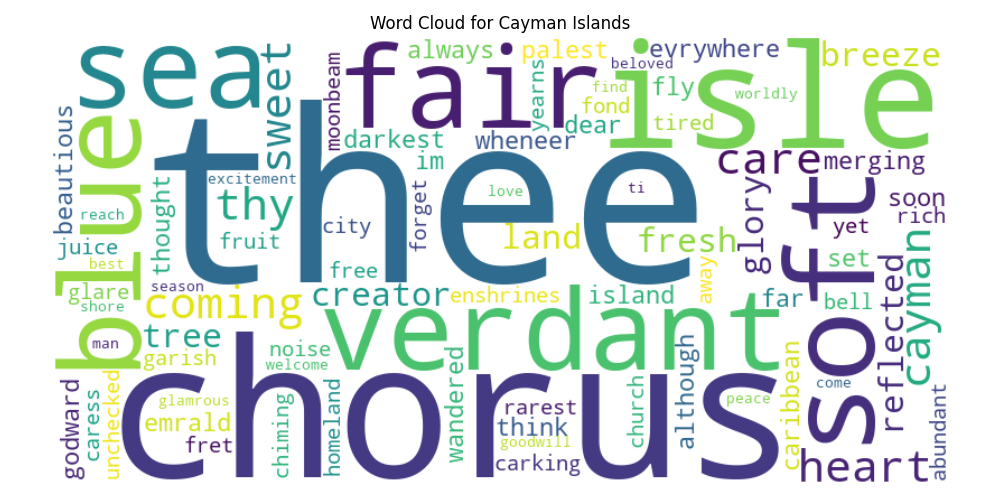 Word Cloud for Cayman Islands
always palest evrywhere breeze
beloved
sea sweet moonbeam fair yearns find fly worldly isle
fond
dear tired
darkest wheneer
beautious blue thee im care merging
excitement love ti
reach thought thy city forget glory soft soon
rich
juice fruit land fresh yet
best free away set cayman
glare season creator enshrines island far bell reflected
shore coming
tree verdant
man garish noise
welcome
godward caress unchecked chorus come
glamrous chiming homeland wandered rarest church although peace caribbean abundant
emrald think
fret goodwill
carking heart